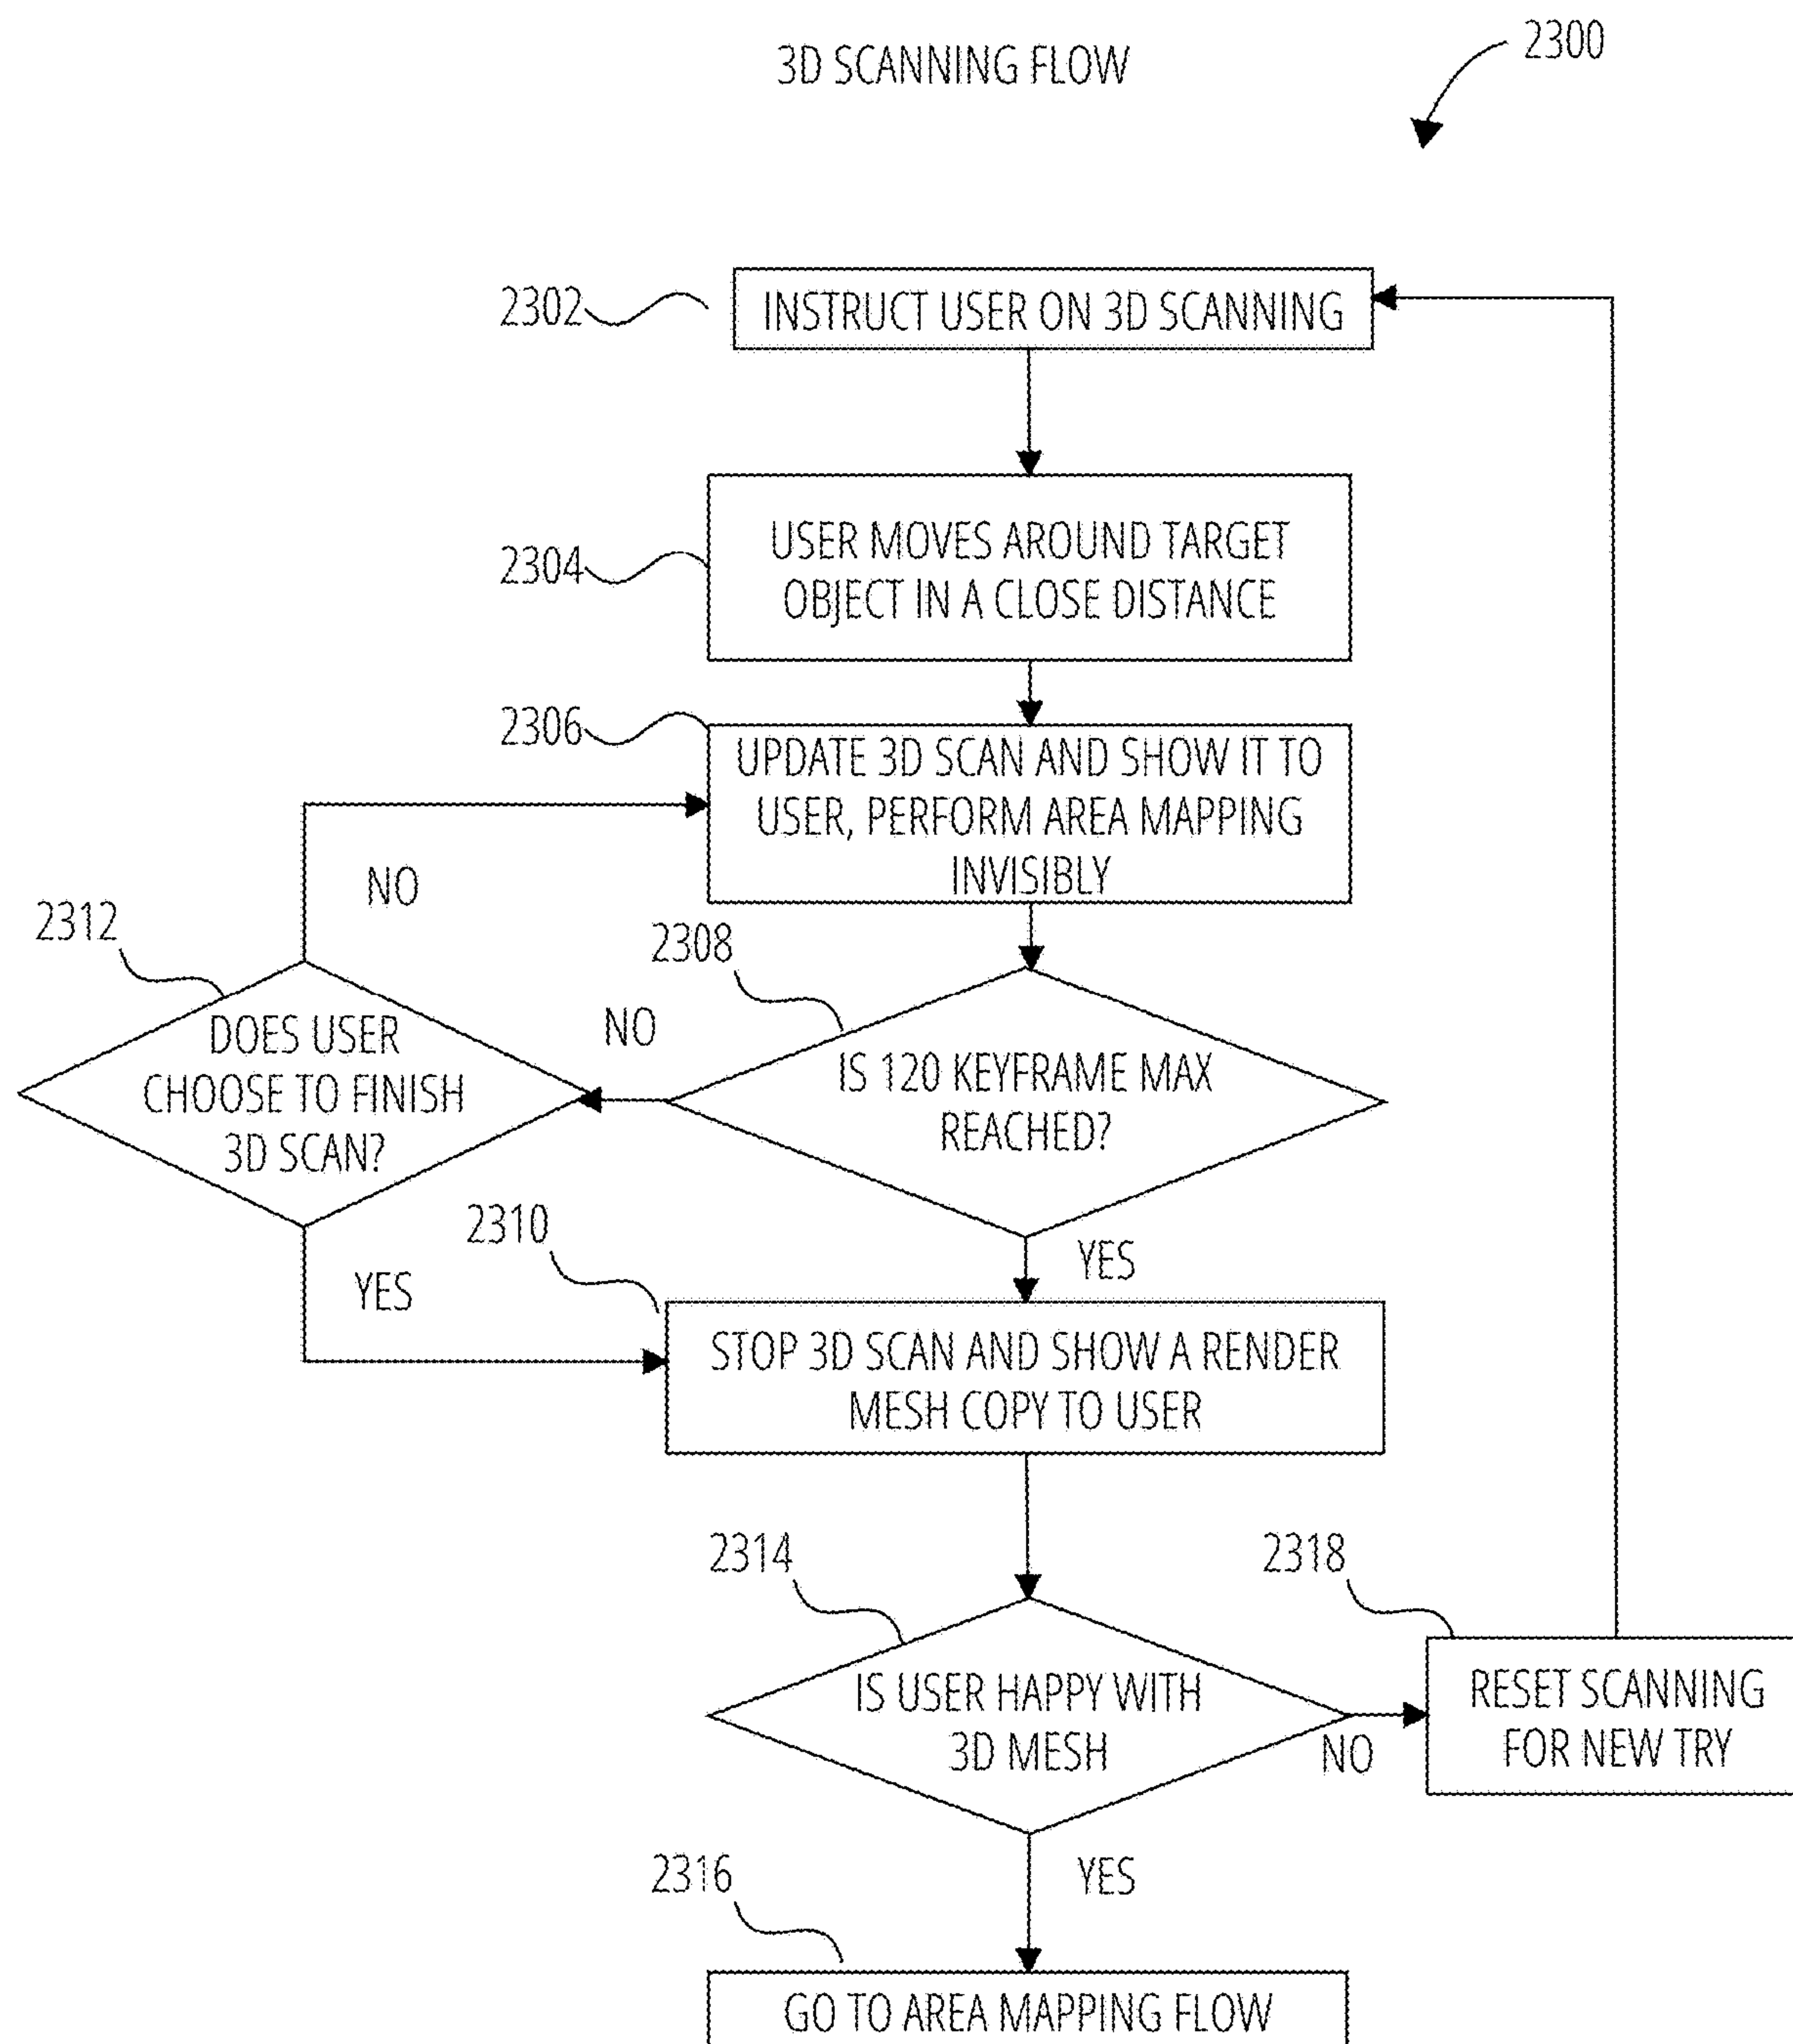 3D SCANNING FLOW
2300
2302
INSTRUCT USER ON 3D SCANNING
2304
USER MOVES AROUND TARGET
OBJECT IN A CLOSE DISTANCE
2306
UPDATE 3D SCAN AND SHOW IT TO
USER, PERFORM AREA MAPPING
INVISIBLY
NO
2312
2308
DOES USER
CHOOSE TO FINISH
3D SCAN?
NO
IS 120 KEYFRAME MAX
REACHED?
2310
YES
YES
STOP 3D SCAN AND SHOW A RENDER
MESH COPY TO USER
2314
2318
IS USER HAPPY WITH
3D MESH
NO
RESET SCANNING
FOR NEW TRY
2316
YES
GO TO AREA MAPPING FLOW